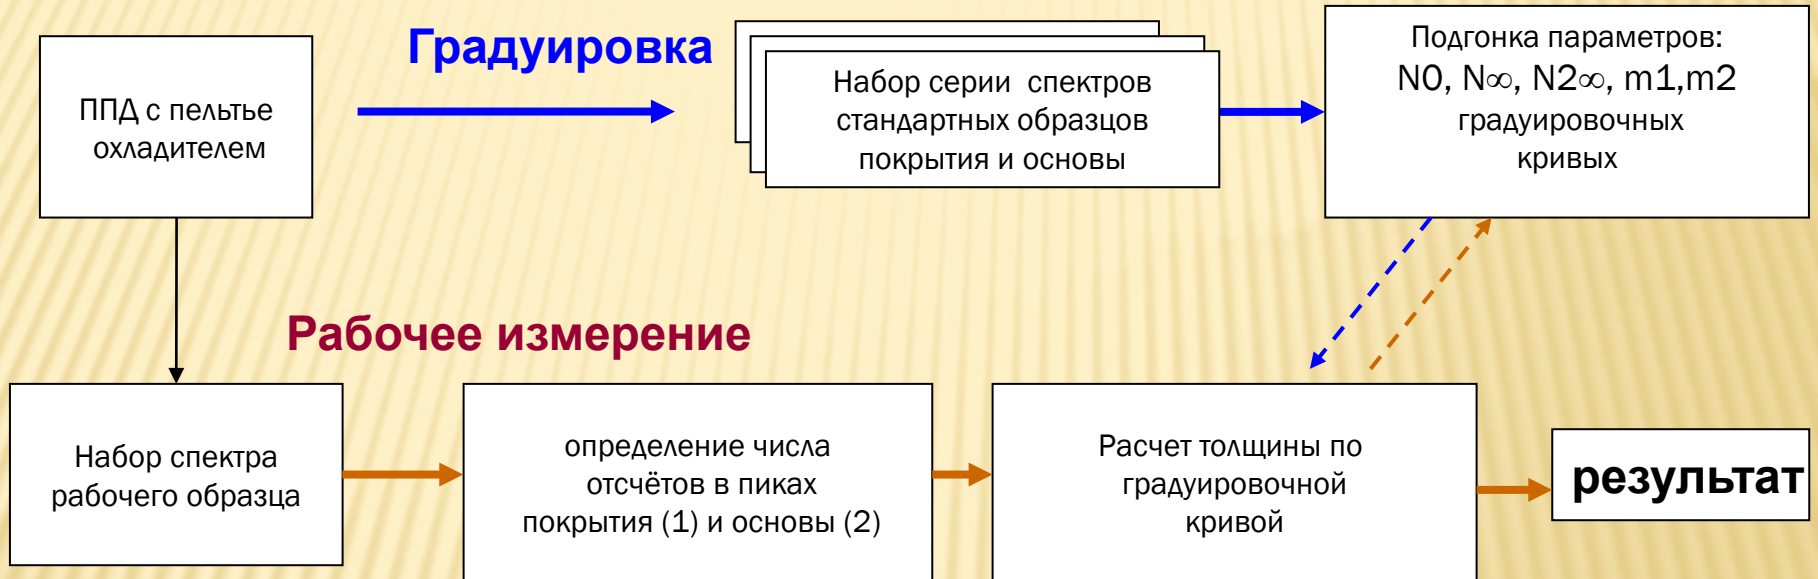 Градуировка
ППД с пельтье
охладителем
Набор серии спектров
стандартных образцов
покрытия и основы
Подгонка параметров:
N0, N∞, N2∞, m1,m2
градуировочных
кривых
Рабочее измерение
Набор спектра
рабочего образца
определение числа
отсчётов в пиках
покрытия (1) и основы (2)
Расчет толщины по
градуировочной
кривой
результат